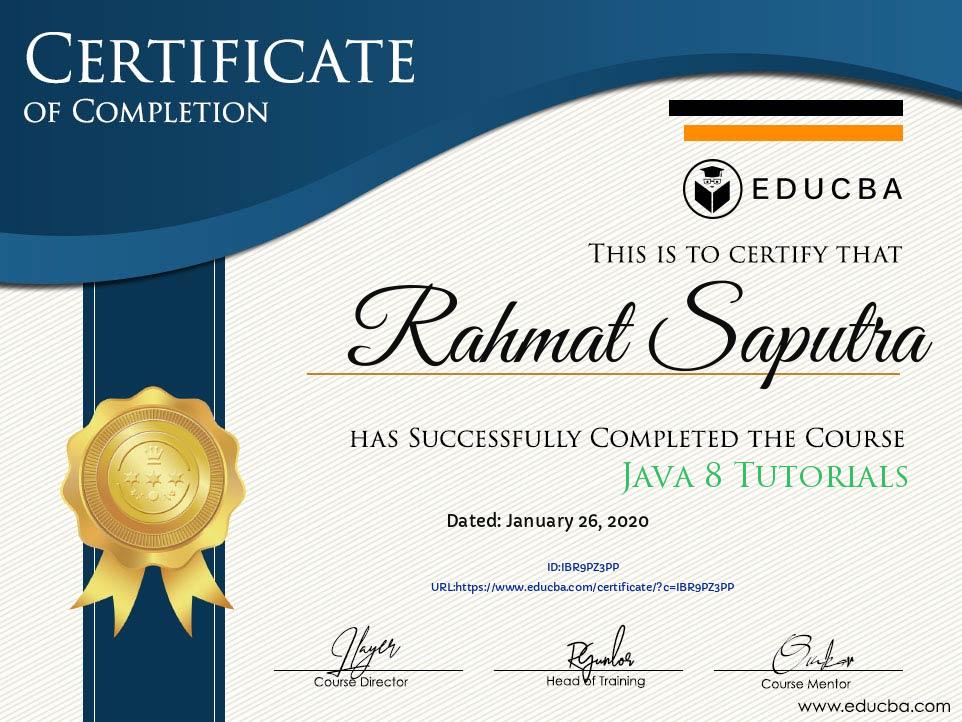 CERTIFICATE
OF COMPLETION
EDUCBA
THIS IS TO CERTIFY THAT
Rahmat Saputra
HAS SUCCESSFULLY COMPLETED THE COURSE
JAVA 8 TUTORIALS
Dated: January 26, 2020
ID:IBR9PZ3PP
URL:https://www.educba.com/certificate/?c=IBR9PZ3PP
Course Director
Head of Training
Course Mentor
www.educba.com